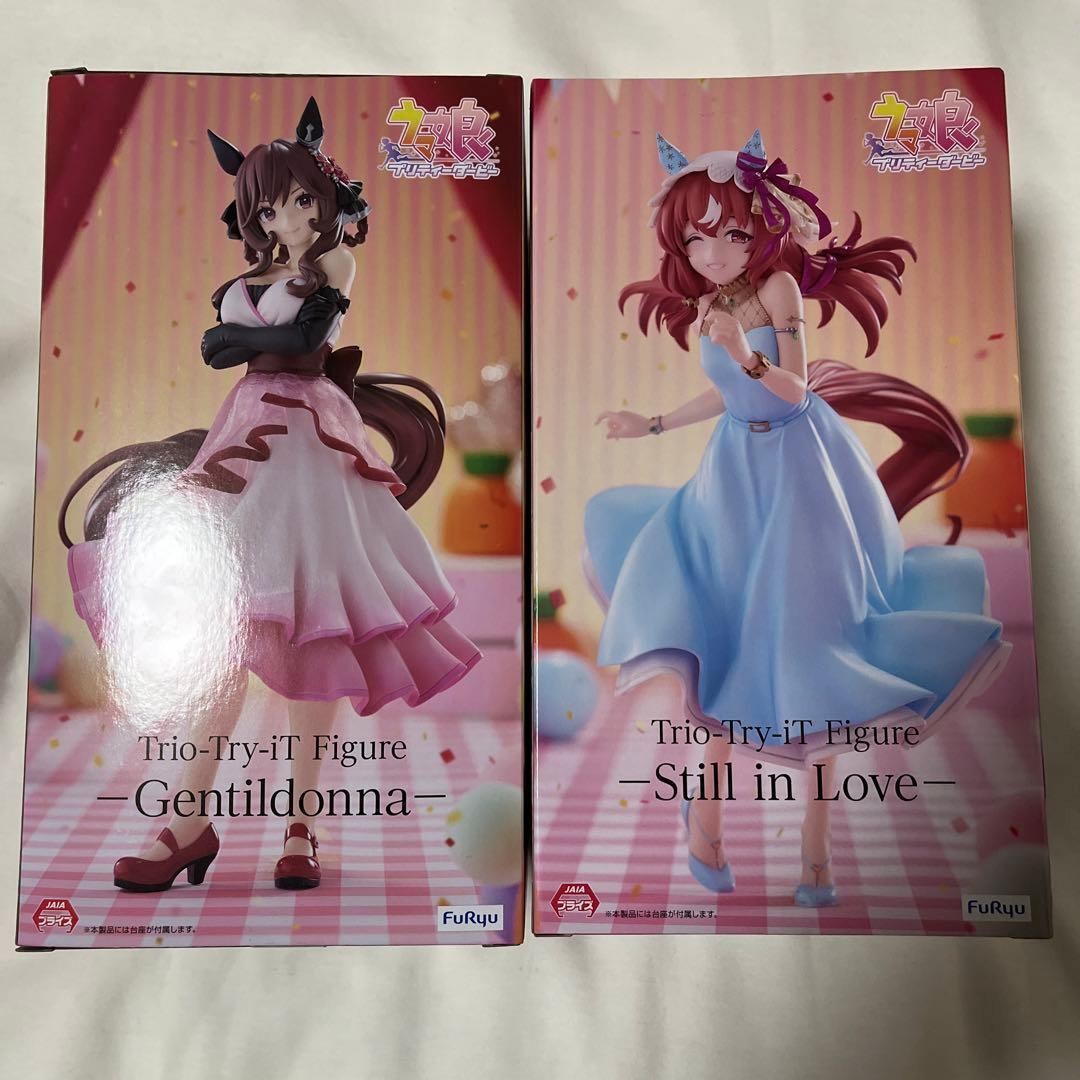 ウマ娘
プリティーダービー
Trio-Try-iT Figure
—Gentildonna—
JAIA
プライズ
※本製品には台座が付属します。
FuRyu
ウマ娘
プリティーダービー
Trio-Try-iT Figure
—Still in Love—
JAIA
プライズ
※本製品には台座が付属します。
FuRyu